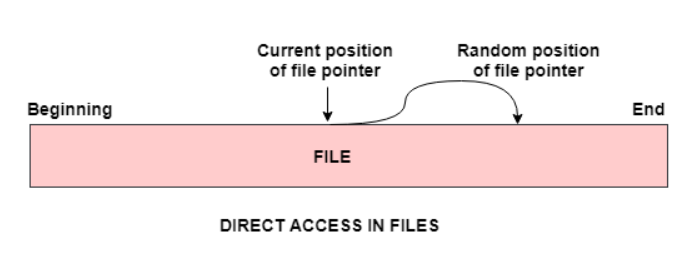 Current position
of file pointer
Random position
of file pointer
Beginning
End
FILE
DIRECT ACCESS IN FILES